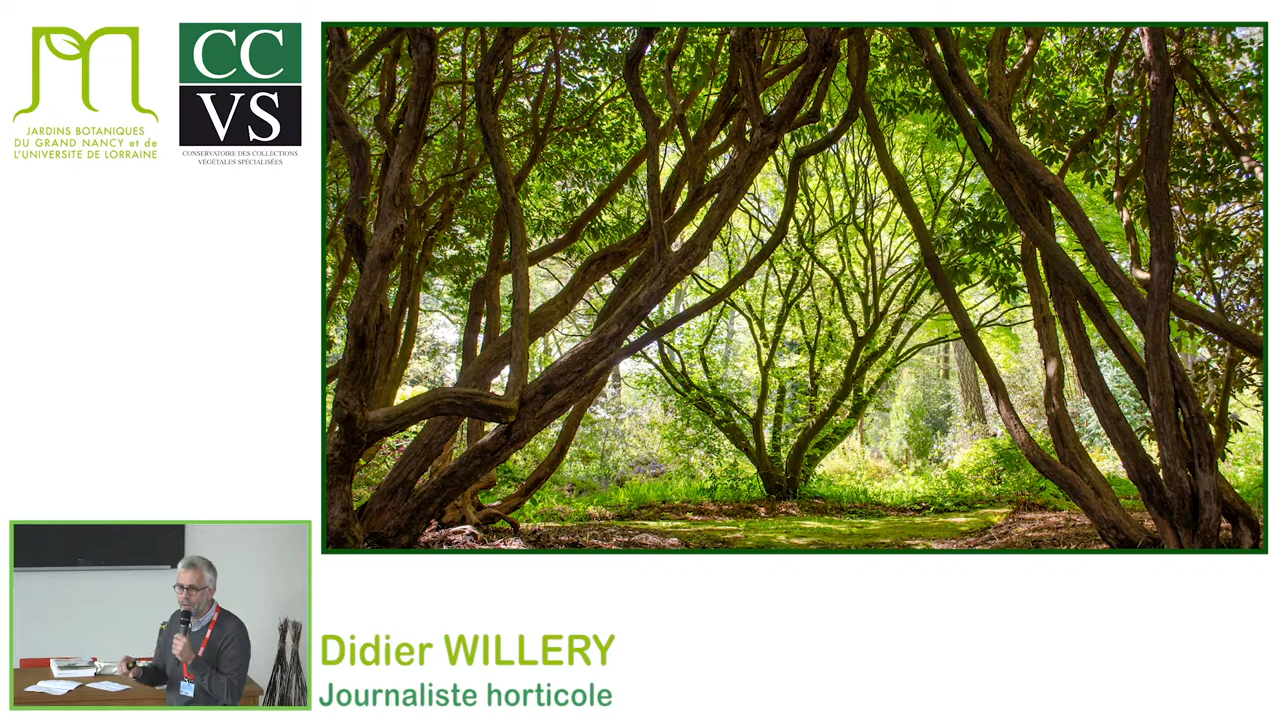 JARDINS BOTANIQUES
DU GRAND NANCY et de
L'UNIVERSITE DE LORRAINE
CC
VS
CONSERVATOIRE DES COLLECTIONS
VÉGÉTALES SPÉCIALISÉES
Didier WILLERY
Journaliste horticole